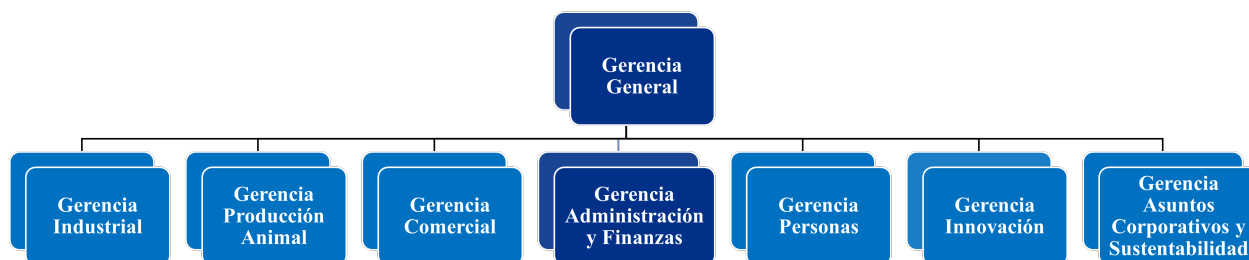 Gerencia
General
Gerencia
Industrial
Gerencia
Producción
Animal
Gerencia
Comercial
Gerencia
Administración
y Finanzas
Gerencia
Personas
Gerencia
Innovación
Gerencia
Asuntos
Corporativos y
Sustentabilidad